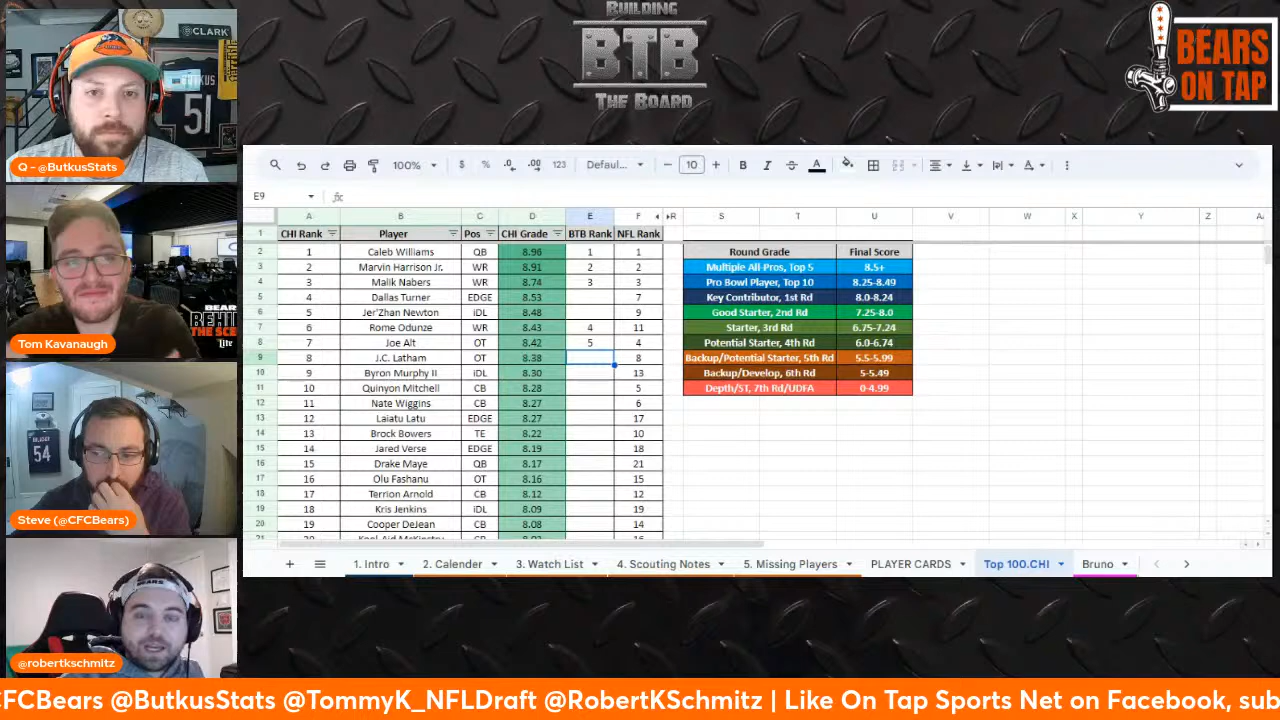 BUILDING
BTB
THE BOARD
BEARS
ON TAP
CLARK
BUTKUS
51
Q - @ButkusStats
BEHIND
THE SCE
Tom Kavanaugh
54
Steve (@CFCBears)
BEARS
@robertkschmitz
100% $ % .0 .00 123 Defaul... 10 B I S A
E9 fx
A B C D E F R S T U V W X Y Z
1 CHI Rank Player Pos CHI Grade BTB Rank NFL Rank
2 1 Caleb Williams QB 8.96 1 1 Round Grade Final Score
3 2 Marvin Harrison Jr. WR 8.91 2 2 Multiple All-Pros, Top 5 8.5+
4 3 Malik Nabers WR 8.74 3 3 Pro Bowl Player, Top 10 8.25-8.49
5 4 Dallas Turner EDGE 8.53 7 Key Contributor, 1st Rd 8.0-8.24
6 5 Jer'Zhan Newton iDL 8.48 9 Good Starter, 2nd Rd 7.25-8.0
7 6 Rome Odunze WR 8.43 4 11 Starter, 3rd Rd 6.75-7.24
8 7 Joe Alt OT 8.42 5 4 Potential Starter, 4th Rd 6.0-6.74
9 8 J.C. Latham OT 8.38 8 Backup/Potential Starter, 5th Rd 5.5-5.99
10 9 Byron Murphy II iDL 8.30 13 Backup/Develop, 6th Rd 5-5.49
11 10 Quinyon Mitchell CB 8.28 5 Depth/ST, 7th Rd/UDFA 0-4.99
12 11 Nate Wiggins CB 8.27 6
13 12 Laiatu Latu EDGE 8.27 17
14 13 Brock Bowers TE 8.22 10
15 14 Jared Verse EDGE 8.19 18
16 15 Drake Maye QB 8.17 21
17 16 Olu Fashanu OT 8.16 15
18 17 Terrion Arnold CB 8.12 12
19 18 Kris Jenkins iDL 8.09 19
20 19 Cooper DeJean CB 8.08 14
1. Intro 2. Calender 3. Watch List 4. Scouting Notes 5. Missing Players PLAYER CARDS Top 100.CHI Bruno
CFCBears @ButkusStats @TommyK_NFLDraft @RobertKSchmitz | Like On Tap Sports Net on Facebook, sub